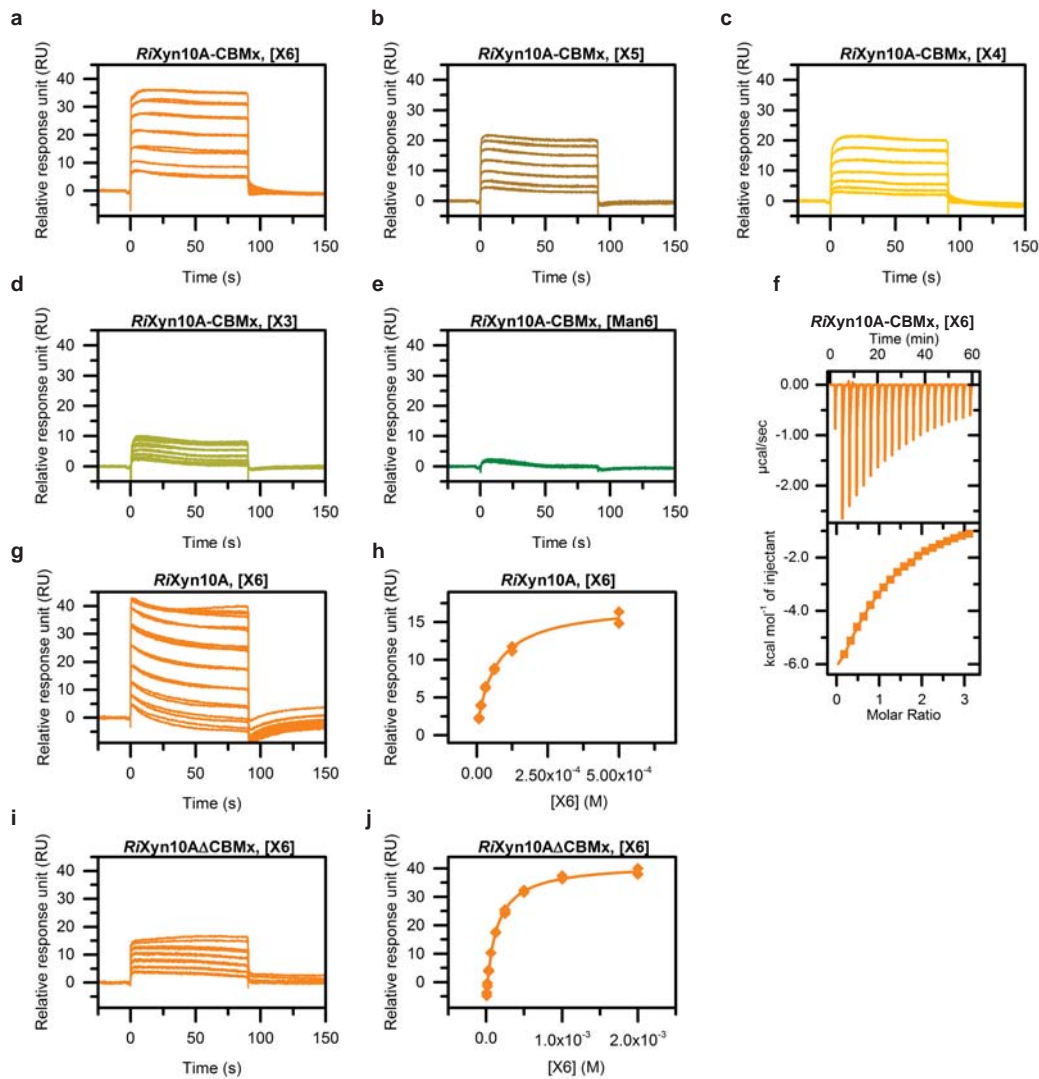 a
RiXyn10A-CBMx, [X6]
Relative response unit (RU)
40
30
20
10
0
0
50
100
150
Time (s)
b
RiXyn10A-CBMx, [X5]
Relative response unit (RU)
40
30
20
10
0
0
50
100
150
Time (s)
c
RiXyn10A-CBMx, [X4]
Relative response unit (RU)
40
30
20
10
0
0
50
100
150
Time (s)
d
RiXyn10A-CBMx, [X3]
Relative response unit (RU)
40
30
20
10
0
0
50
100
150
Time (s)
e
RiXyn10A-CBMx, [Man6]
Relative response unit (RU)
40
30
20
10
0
0
50
100
150
Time (s)
f
RiXyn10A-CBMx, [X6]
Time (min)
0
20
40
60
0.00
-1.00
-2.00
µcal/sec
-2.0
-4.0
-6.0
kcal mol⁻¹ of injectant
0
1
2
3
Molar Ratio
g
RiXyn10A, [X6]
Relative response unit (RU)
40
30
20
10
0
0
50
100
150
Time (s)
h
RiXyn10A, [X6]
Relative response unit (RU)
15
10
5
0
0.00
2.50x10⁻⁴
5.00x10⁻⁴
[X6] (M)
i
RiXyn10AΔCBMx, [X6]
Relative response unit (RU)
40
30
20
10
0
0
50
100
150
Time (s)
j
RiXyn10AΔCBMx, [X6]
Relative response unit (RU)
40
30
20
10
0
0.0
1.0x10⁻³
2.0x10⁻³
[X6] (M)